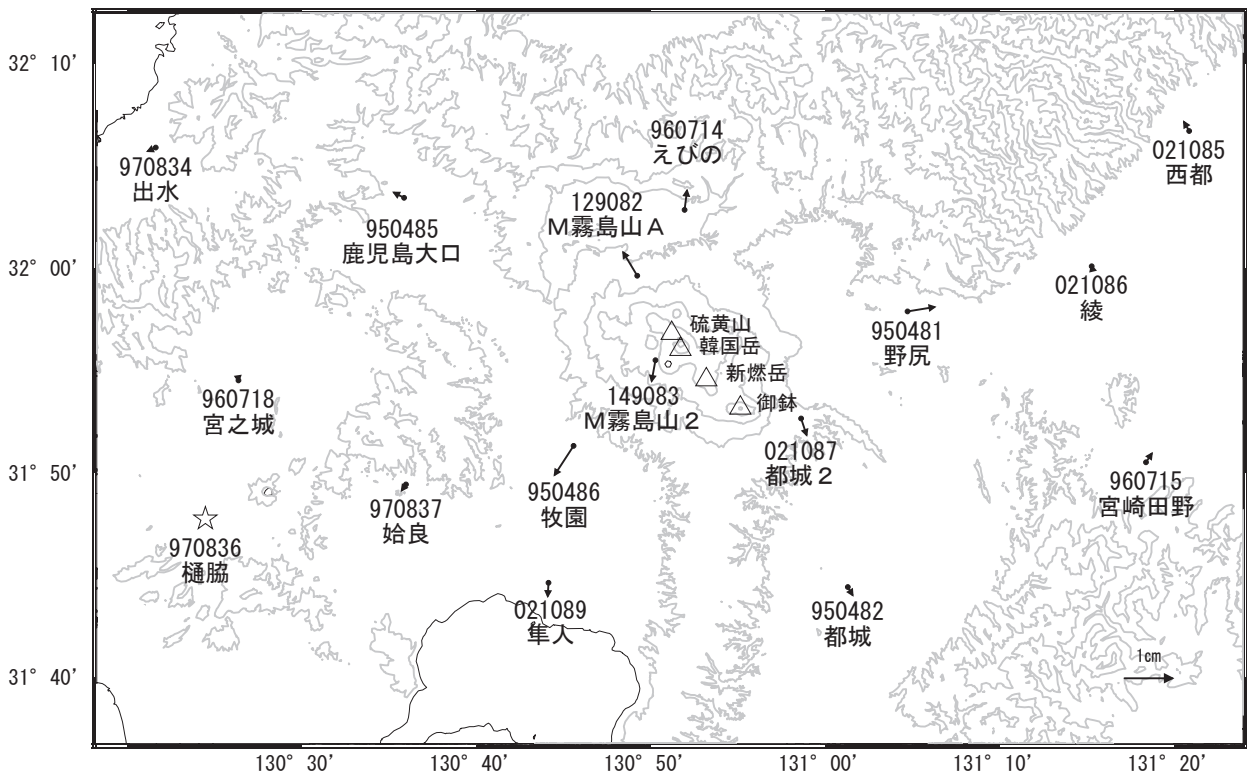 32° 10'
960714
えびの
021085
西都
970834
出水
129082
M霧島山A
950485
鹿児島大口
32° 00'
021086
綾
硫黄山
韓国岳
950481
野尻
新燃岳
149083
M霧島山2
御鉢
960718
宮之城
021087
都城2
31° 50'
950486
牧園
970837
姶良
960715
宮崎田野
970836
樋脇
021089
隼人
950482
都城
31° 40'
1cm
130° 30'
130° 40'
130° 50'
131° 00'
131° 10'
131° 20'